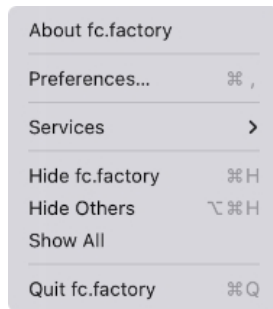 About fc.factory
Preferences... ⌘ ,
Services >
Hide fc.factory ⌘H
Hide Others ⌥⌘H
Show All
Quit fc.factory ⌘Q